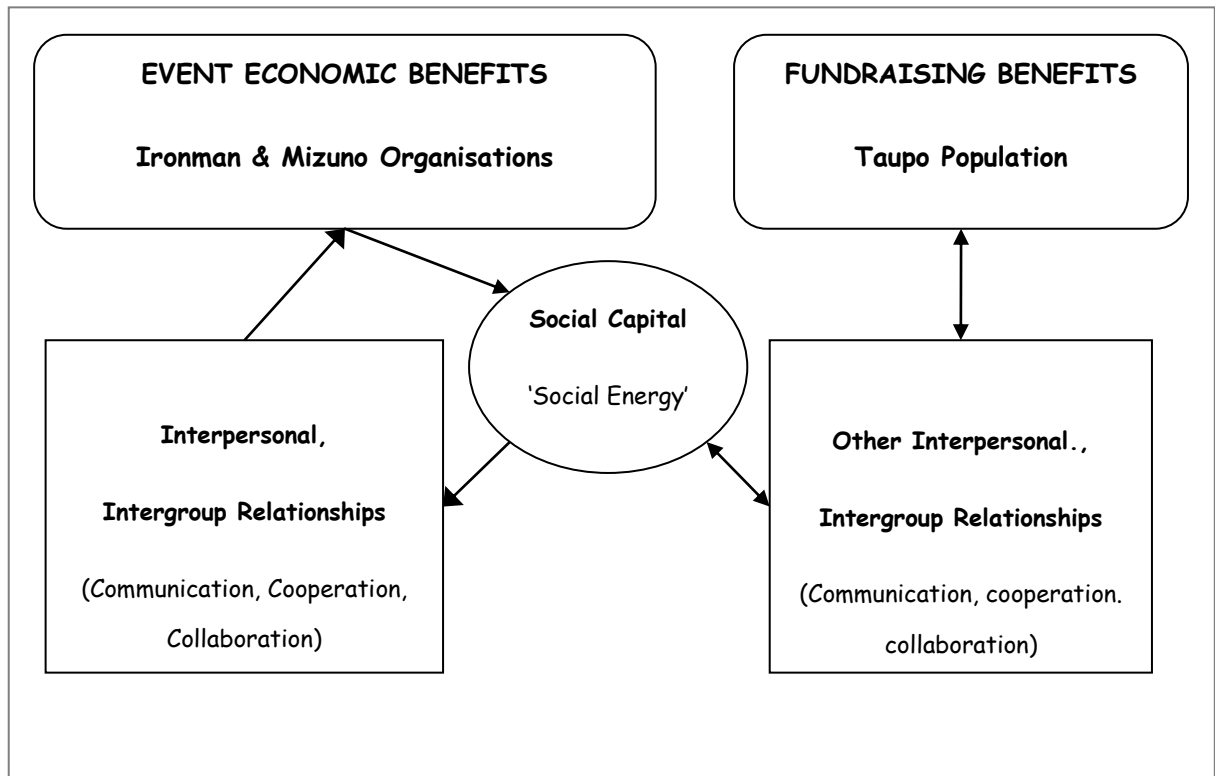 EVENT ECONOMIC BENEFITS
Ironman & Mizuno Organisations
FUNDRAISING BENEFITS
Taupo Population
Social Capital
‘Social Energy’
Interpersonal,
Intergroup Relationships
(Communication, Cooperation,
Collaboration)
Other Interpersonal.,
Intergroup Relationships
(Communication, cooperation.
collaboration)